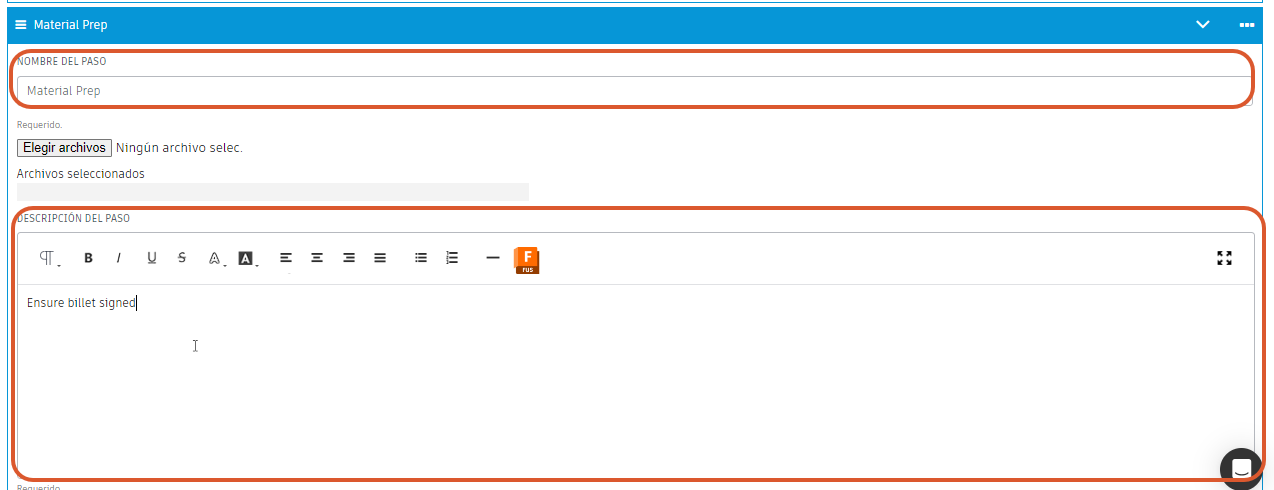 Material Prep
NOMBRE DEL PASO
Material Prep
Requerido.
Elegir archivos Ningún archivo selec.
Archivos seleccionados
DESCRIPCIÓN DEL PASO
B I U S A A F rus
Ensure billet signed
Requerido.